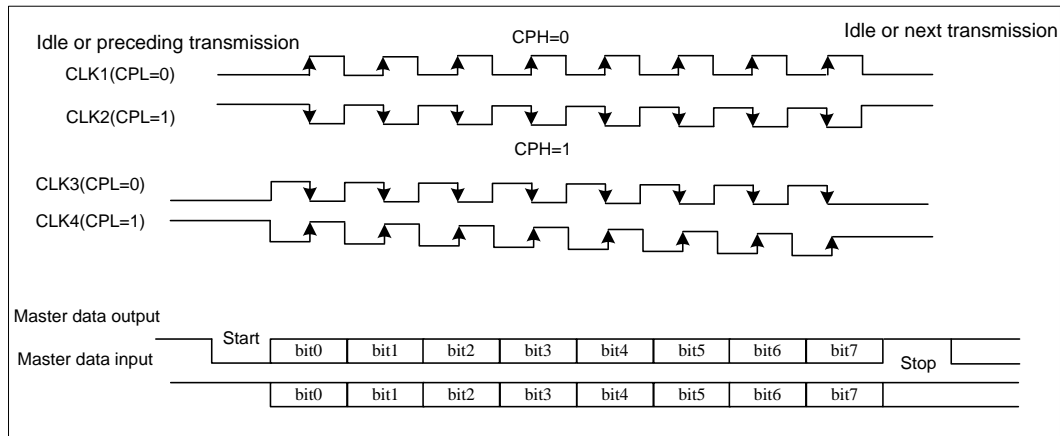 CPH=0
Idle or preceding transmission
Idle or next transmission
CLK1(CPL=0)
CLK2(CPL=1)
CPH=1
CLK3(CPL=0)
CLK4(CPL=1)
Master data output
Start
bit0 bit1 bit2 bit3 bit4 bit5 bit6 bit7
Stop
Master data input
bit0 bit1 bit2 bit3 bit4 bit5 bit6 bit7